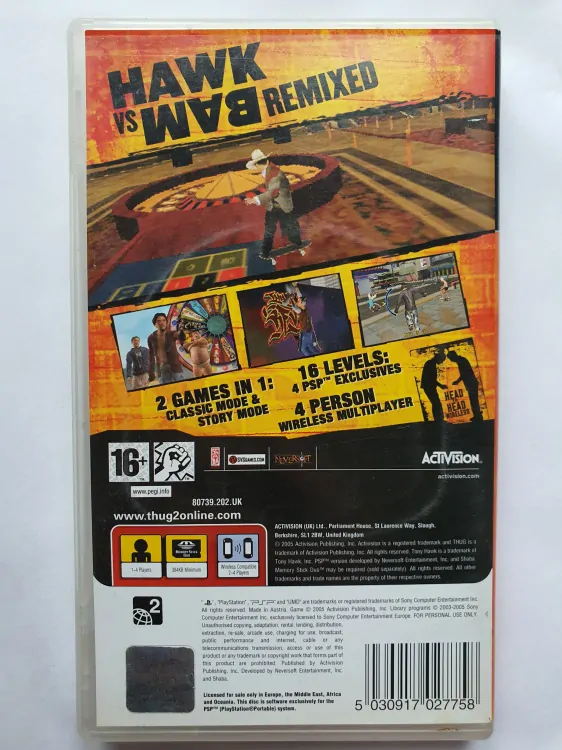 HAWK
VS
BAM
REMIXED
2 GAMES IN 1:
CLASSIC MODE &
STORY MODE
16 LEVELS:
4 PSP™ EXCLUSIVES
4 PERSON
WIRELESS MULTIPLAYER
HEAD
HEAD
WIRELESS
16+
www.pegi.info
NEVERSOFT
ACTIVISION.
activision.com
80739.202.UK
www.thug2online.com
1-4 Players
384KB Minimum
Wireless Compatible
2-4 Players
ACTIVISION (UK) Ltd., Parliament House, St Laurence Way, Slough,
Berkshire, SL1 2BW, United Kingdom
© 2005 Activision Publishing, Inc. Activision is a registered trademark and THUG is a
trademark of Activision Publishing, Inc. All rights reserved. Tony Hawk is a trademark of
Tony Hawk, Inc. PSP™ version developed by Neversoft Entertainment, Inc. and Shaba.
Memory Stick Duo™ may be required (sold separately). All rights reserved. All other
trademarks and trade names are the property of their respective owners.
2
"PlayStation", "PSP" and "UMD" are trademarks or registered trademarks of Sony Computer Entertainment Inc.
All rights reserved. Made in Austria. Game © 2005 Activision Publishing, Inc. Library programs © 2003-2005 Sony
Computer Entertainment Inc. exclusively licensed to Sony Computer Entertainment Europe. FOR PERSONAL USE ONLY.
Unauthorised copying, adaptation, rental, lending, distribution,
extraction, re-sale, arcade use, charging for use, broadcast,
public performance and internet, cable or any
telecommunications transmission, access or use of this
product or any trademark or copyright work that forms part of
this product are prohibited. Published by Activision
Publishing, Inc. Developed by Neversoft Entertainment, Inc.
and Shaba.
Licensed for sale only in Europe, the Middle East, Africa
and Oceania. This disc is software exclusively for the
PSP™ (PlayStation®Portable) system.
5 030917 027758